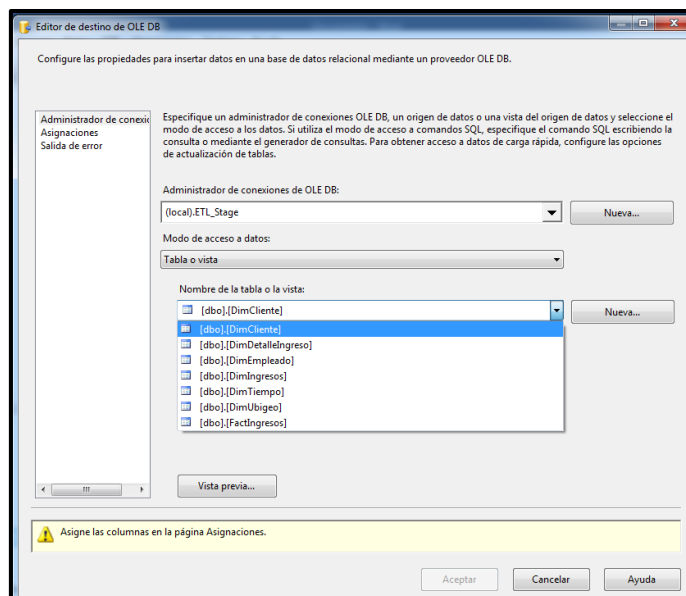 Editor de destino de OLE DB
Configure las propiedades para insertar datos en una base de datos relacional mediante un proveedor OLE DB.
Administrador de conexió
Asignaciones
Salida de error
Especifique un administrador de conexiones OLE DB, un origen de datos o una vista del origen de datos y seleccione el
modo de acceso a los datos. Si utiliza el modo de acceso a comandos SQL, especifique el comando SQL escribiendo la
consulta o mediante el generador de consultas. Para obtener acceso a datos de carga rápida, configure las opciones
de actualización de tablas.
Administrador de conexiones de OLE DB:
(local).ETL_Stage
Nueva...
Modo de acceso a datos:
Tabla o vista
Nombre de la tabla o la vista:
[dbo].[DimCliente]
Nueva...
[dbo].[DimCliente]
[dbo].[DimDetalleIngreso]
[dbo].[DimEmpleado]
[dbo].[DimIngresos]
[dbo].[DimTiempo]
[dbo].[DimUbigeo]
[dbo].[FactIngresos]
Vista previa...
Asigne las columnas en la página Asignaciones.
Aceptar
Cancelar
Ayuda